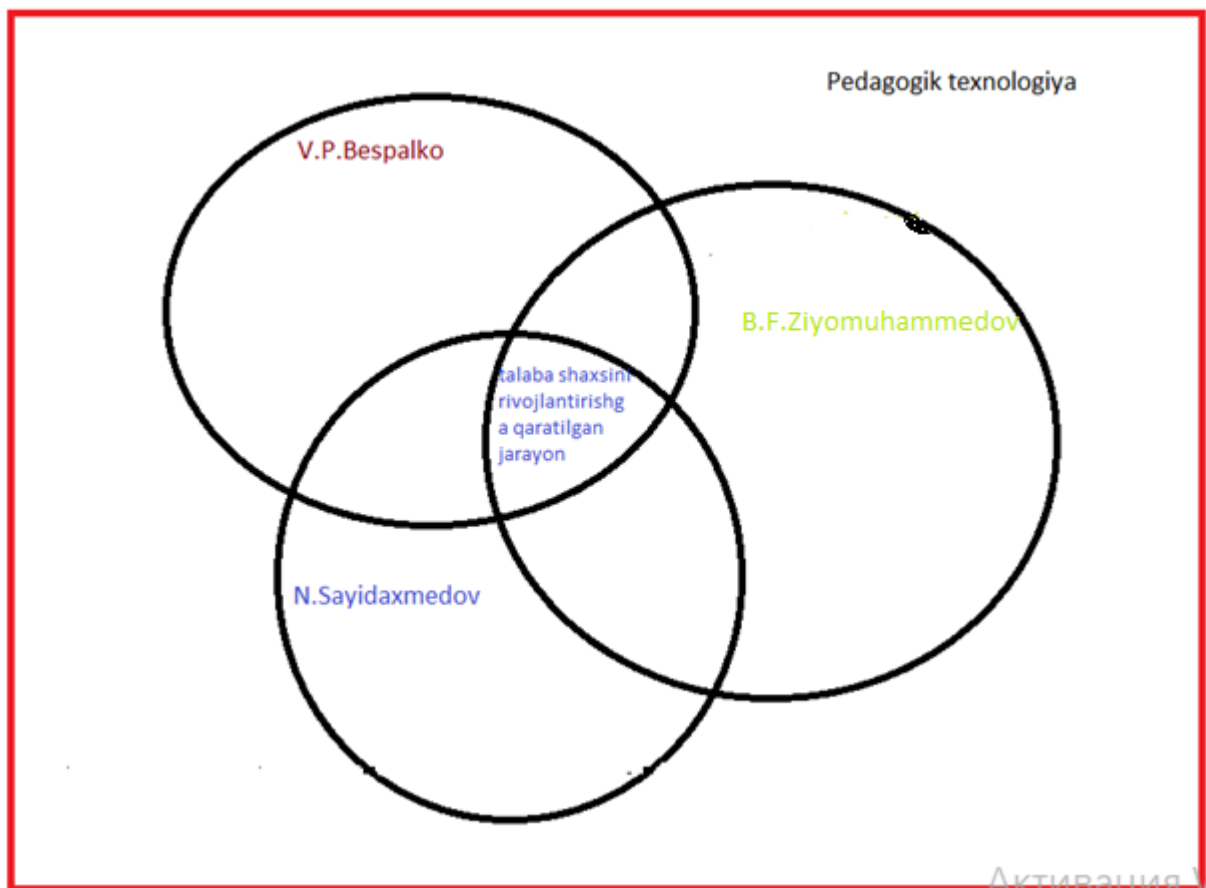 Pedagogik texnologiya
V.P.Bespalko
B.F.Ziyomuhammedov
talaba shaxsini
rivojlantirishg
a qaratilgan
jarayon
N.Sayidaxmedov
Активация